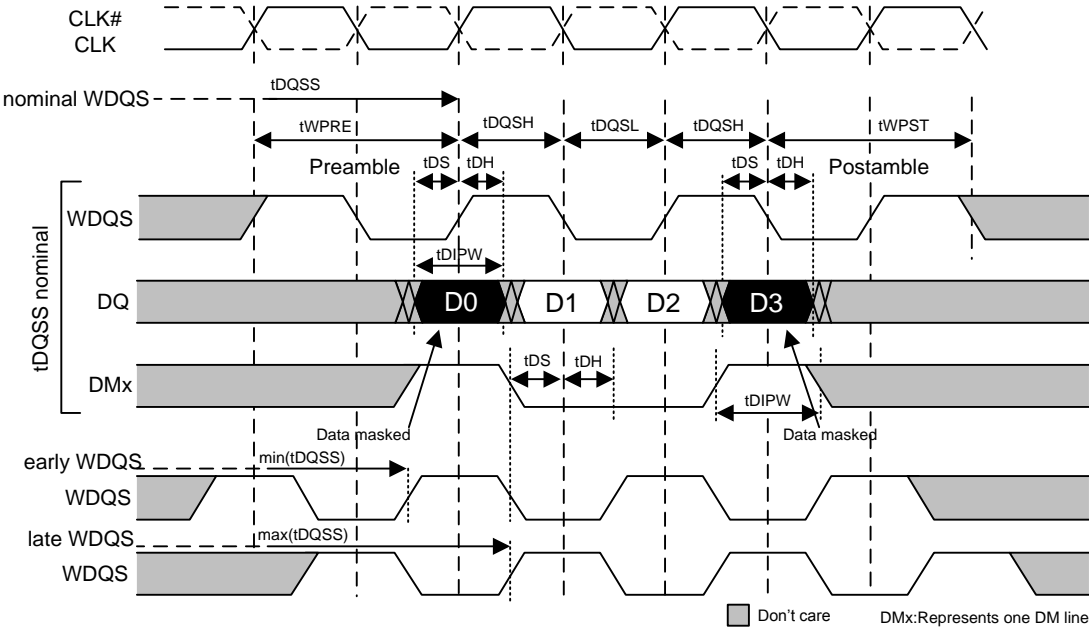 CLK#
CLK
tDQSS
nominal WDQS
tWPRE
tDQSH
tDQSL
tDQSH
tWPST
Preamble
tDS
tDH
tDS
tDH
Postamble
tDQSS nominal
WDQS
tDIPW
DQ
D0
D1
D2
D3
tDS
tDH
DMx
tDIPW
Data masked
Data masked
early WDQS
min(tDQSS)
WDQS
late WDQS
max(tDQSS)
WDQS
Don't care
DMx:Represents one DM line